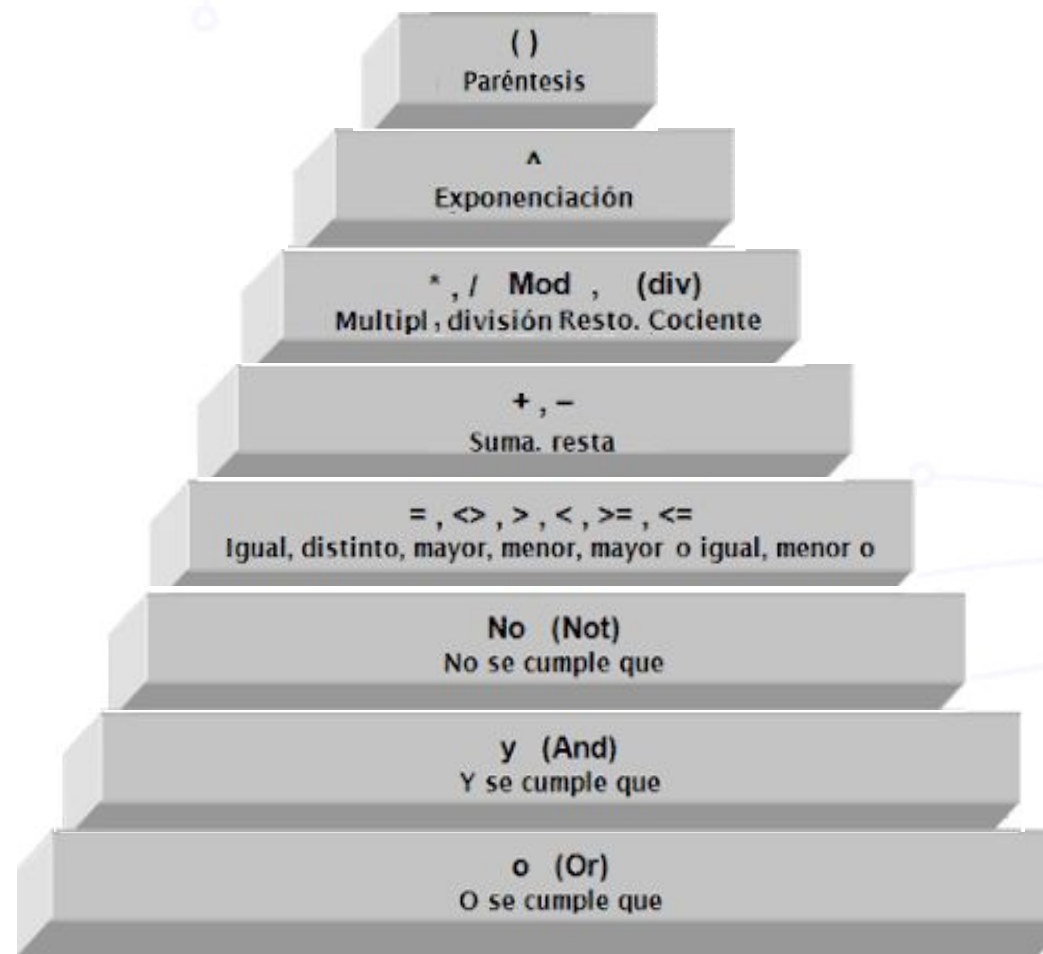 ( )
Paréntesis
^
Exponenciación
* , / Mod , (div)
Multipl , división Resto. Cociente
+ , –
Suma. resta
= , <> , > , < , >= , <=
Igual, distinto, mayor, menor, mayor o igual, menor o
No (Not)
No se cumple que
y (And)
Y se cumple que
o (Or)
O se cumple que